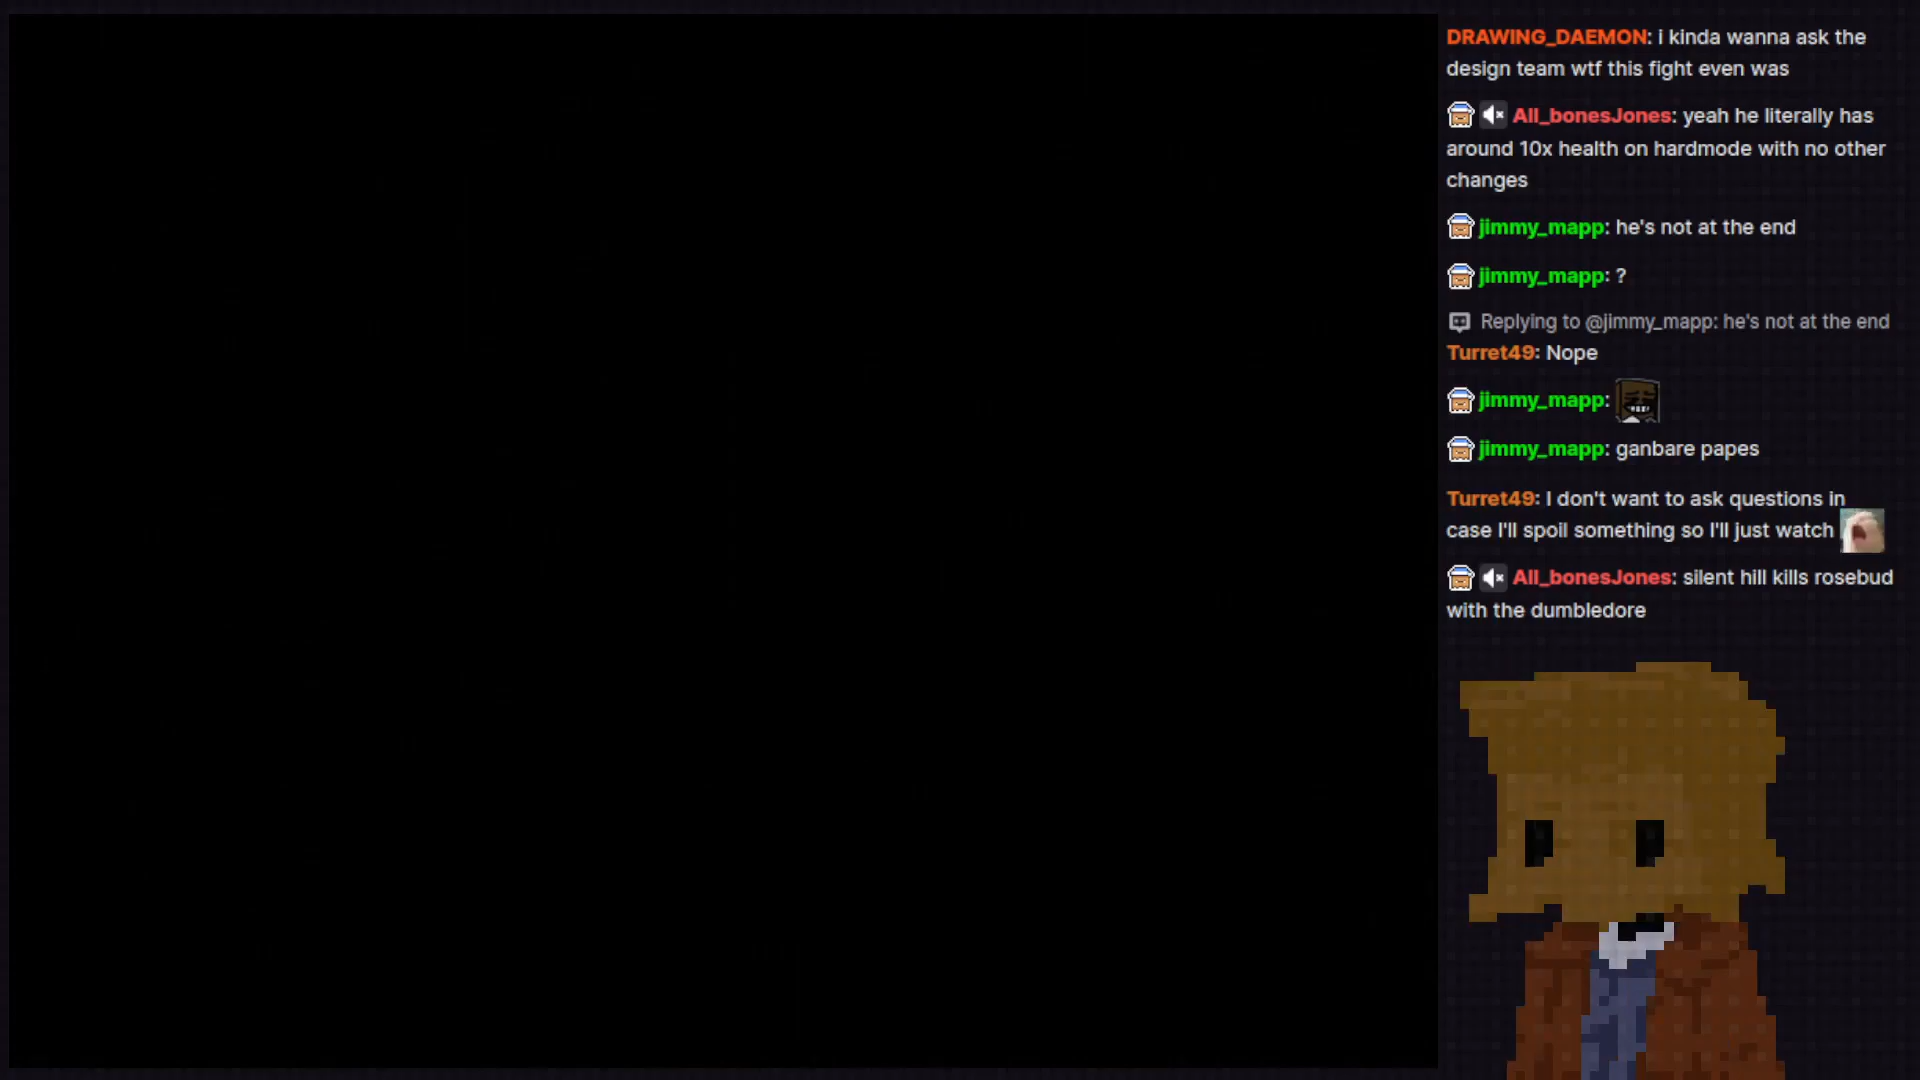 DRAWING_DAEMON: i kinda wanna ask the
design team wtf this fight even was
All_bonesJones: yeah he literally has
around 10x health on hardmode with no other
changes
jimmy_mapp: he's not at the end
jimmy_mapp: ?
Replying to @jimmy_mapp: he's not at the end
Turret49: Nope
jimmy_mapp:
jimmy_mapp: ganbare papes
Turret49: I don't want to ask questions in
case I'll spoil something so I'll just watch
All_bonesJones: silent hill kills rosebud
with the dumbledore